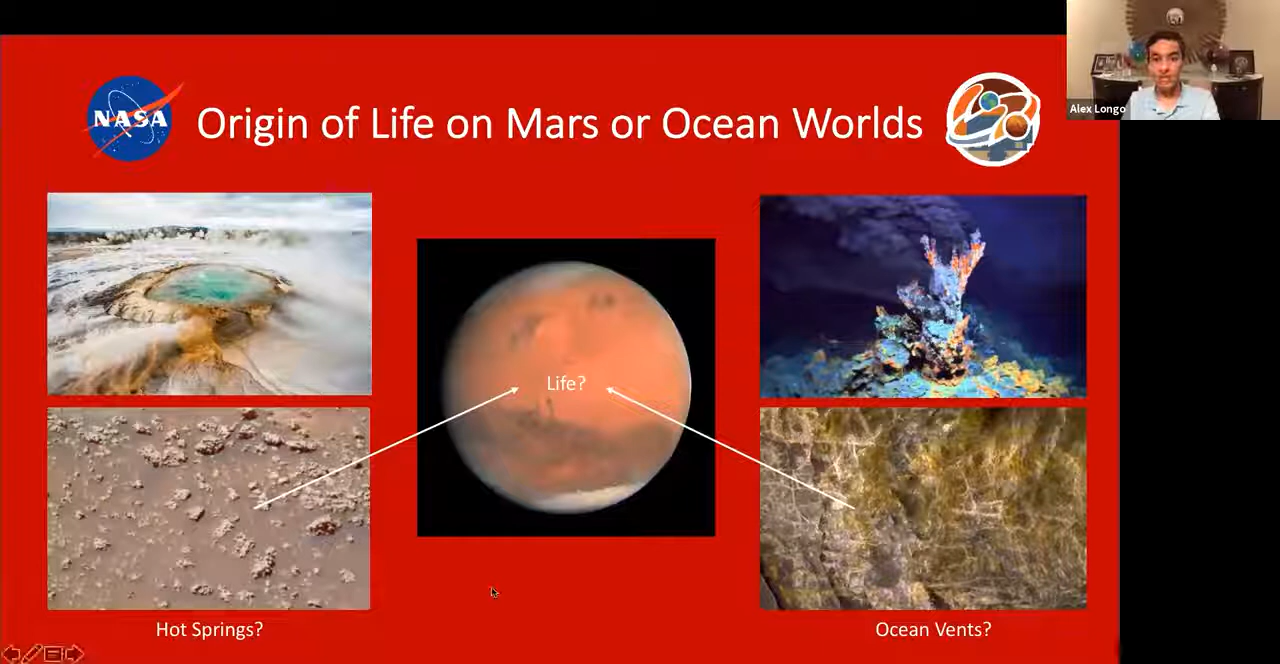 NASA
Origin of Life on Mars or Ocean Worlds
Alex Longo
Life?
Hot Springs?
Ocean Vents?